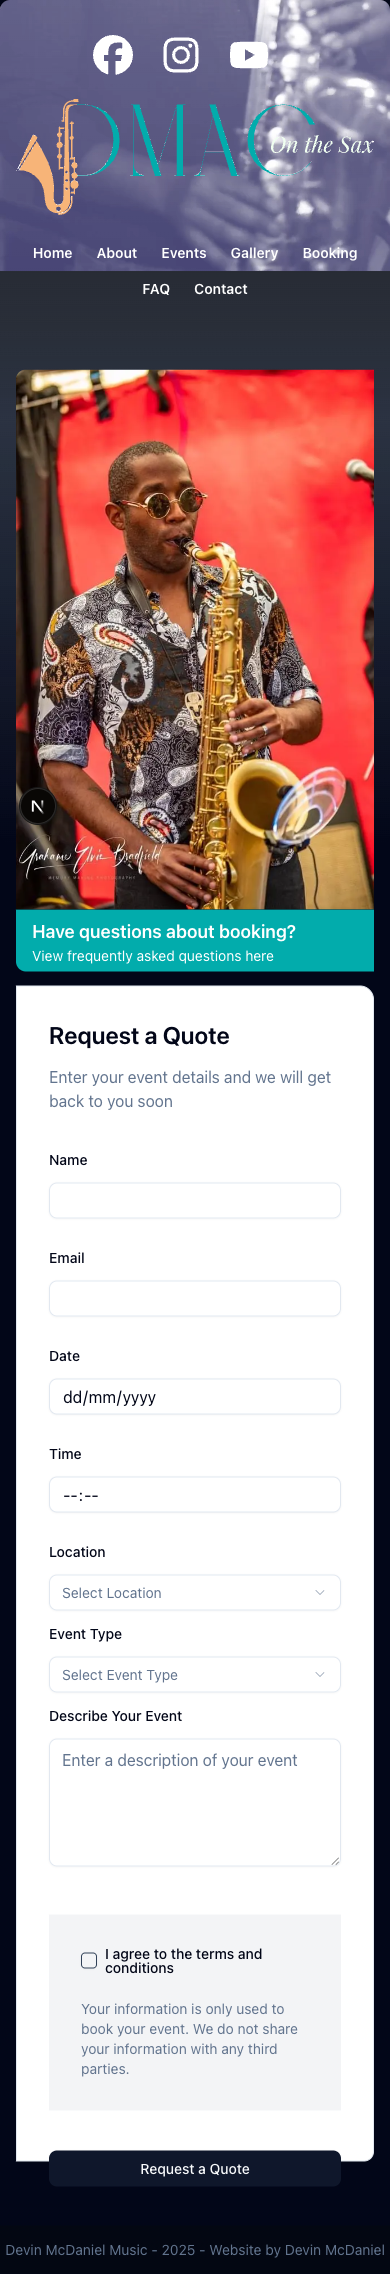 DMAC On the Sax
Home About Events Gallery Booking
FAQ Contact
N
Grahame Elvis Bradfield
Have questions about booking?
View frequently asked questions here
Request a Quote
Enter your event details and we will get
back to you soon
Name
Email
Date
dd/mm/yyyy
Time
--:--
Location
Select Location
Event Type
Select Event Type
Describe Your Event
Enter a description of your event
I agree to the terms and
conditions
Your information is only used to
book your event. We do not share
your information with any third
parties.
Request a Quote
Devin McDaniel Music - 2025 - Website by Devin McDaniel